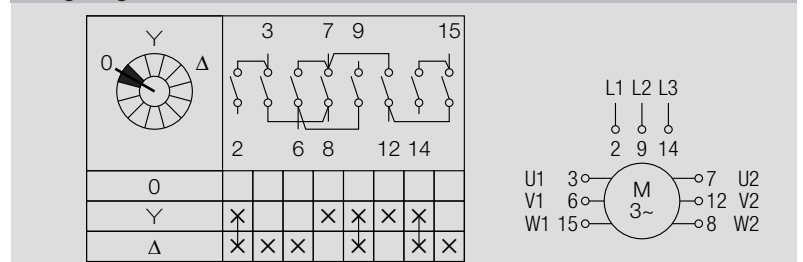 Y
0
Δ
3 7 9 15
2 6 8 12 14
0
Y × × × × ×
Δ × × × × × ×
L1 L2 L3
2 9 14
U1 3 7 U2
V1 6 12 V2
W1 15 8 W2
M
3~